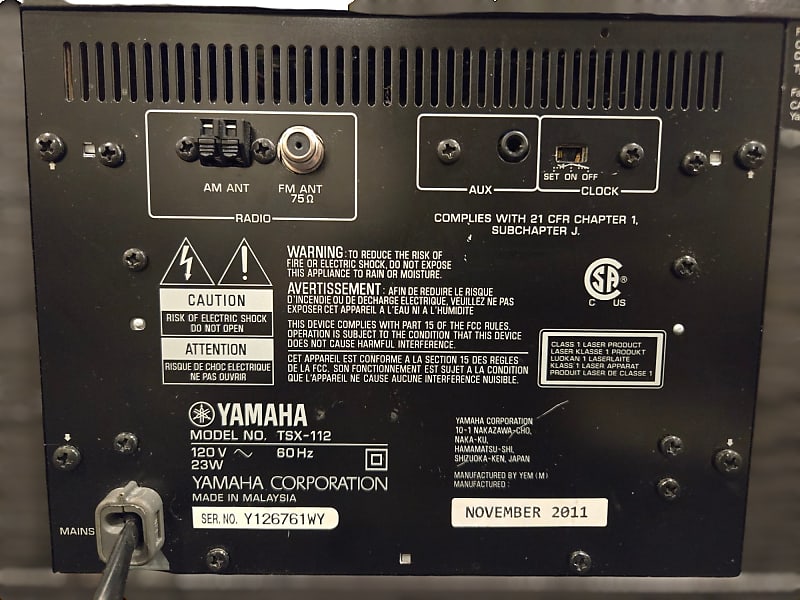 AM ANT
FM ANT
75Ω
RADIO
AUX
SET ON OFF
CLOCK
COMPLIES WITH 21 CFR CHAPTER 1,
SUBCHAPTER J.
WARNING: TO REDUCE THE RISK OF
FIRE OR ELECTRIC SHOCK, DO NOT EXPOSE
THIS APPLIANCE TO RAIN OR MOISTURE.
AVERTISSEMENT: AFIN DE REDUIRE LE RISQUE
D'INCENDIE OU DE DECHARGE ELECTRIQUE, VEUILLEZ NE PAS
EXPOSER CET APPAREIL A L'EAU NI A L'HUMIDITE
THIS DEVICE COMPLIES WITH PART 15 OF THE FCC RULES.
OPERATION IS SUBJECT TO THE CONDITION THAT THIS DEVICE
DOES NOT CAUSE HARMFUL INTERFERENCE.
CET APPAREIL EST CONFORME A LA SECTION 15 DES REGLES
DE LA FCC. SON FONCTIONNEMENT EST SUJET A LA CONDITION
QUE L'APPAREIL NE CAUSE AUCUNE INTERFERENCE NUISIBLE.
CAUTION
RISK OF ELECTRIC SHOCK
DO NOT OPEN
ATTENTION
RISQUE DE CHOC ELECTRIQUE
NE PAS OUVRIR
SA ®
C US
CLASS 1 LASER PRODUCT
LASER KLASSE 1 PRODUKT
LUOKAN 1 LASERLAITE
KLASS 1 LASER APPARAT
PRODUIT LASER DE CLASSE 1
YAMAHA
MODEL NO. TSX-112
120V ~ 60Hz
23W
YAMAHA CORPORATION
MADE IN MALAYSIA
SER. NO. Y126761WY
YAMAHA CORPORATION
10-1 NAKAZAWA-CHO,
NAKA-KU,
HAMAMATSU-SHI,
SHIZUOKA-KEN, JAPAN
MANUFACTURED BY YEM (M)
MANUFACTURED :
NOVEMBER 2011
MAINS